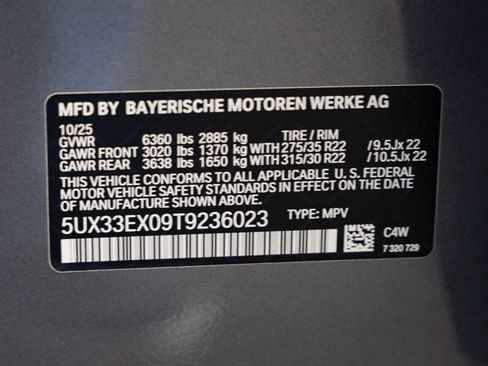 MFD BY BAYERISCHE MOTOREN WERKE AG
10/25 TIRE / RIM
GVWR 6360 lbs 2885 kg
GAWR FRONT 3020 lbs 1370 kg WITH 275/35 R22 /9.5Jx 22
GAWR REAR 3638 lbs 1650 kg WITH 315/30 R22 /10.5Jx 22
THIS VEHICLE CONFORMS TO ALL APPLICABLE U. S. FEDERAL
MOTOR VEHICLE SAFETY STANDARDS IN EFFECT ON THE DATE
OF MANUFACTURE SHOWN ABOVE.
5UX33EX09T9236023 TYPE: MPV
C4W
7 320 729